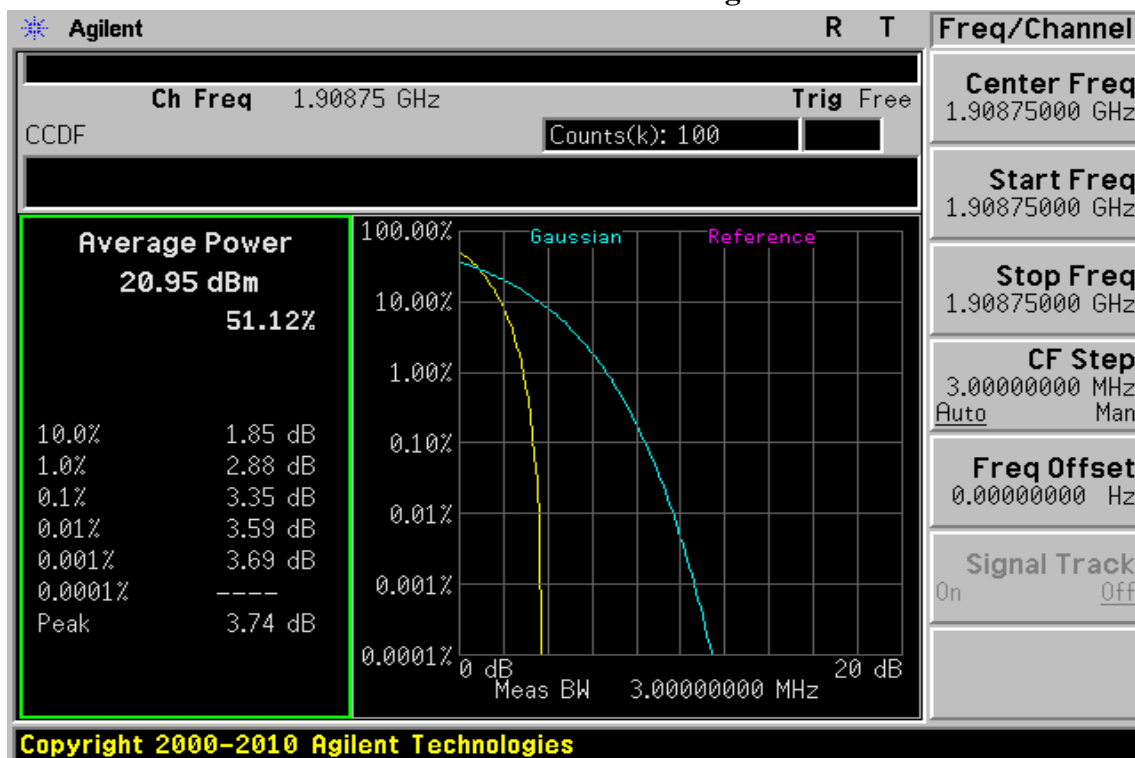 Agilent R T
Ch Freq 1.90875 GHz Trig Free
CCDF Counts(k): 100
Average Power
20.95 dBm
51.12%
10.0% 1.85 dB
1.0% 2.88 dB
0.1% 3.35 dB
0.01% 3.59 dB
0.001% 3.69 dB
0.0001% ----
Peak 3.74 dB
100.00% Gaussian Reference
10.00%
1.00%
0.10%
0.01%
0.001%
0.0001%
0 dB 20 dB
Meas BW 3.00000000 MHz
Freq/Channel
Center Freq
1.90875000 GHz
Start Freq
1.90875000 GHz
Stop Freq
1.90875000 GHz
CF Step
3.00000000 MHz
Auto Man
Freq Offset
0.00000000 Hz
Signal Track
On Off
Copyright 2000-2010 Agilent Technologies